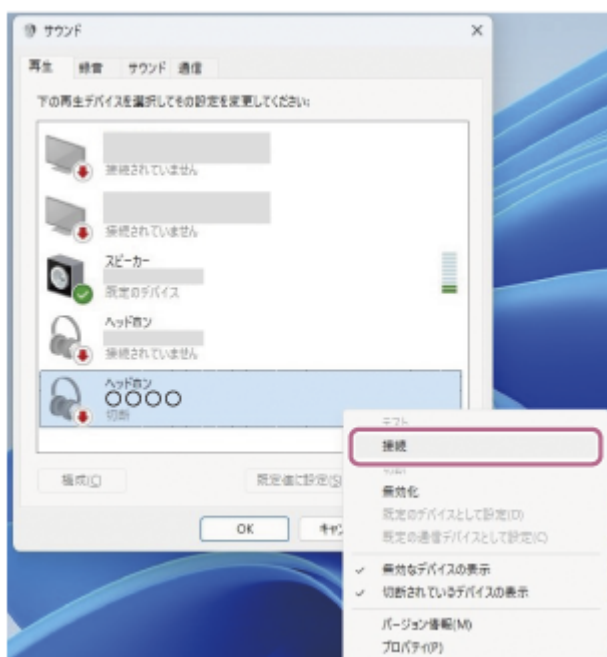 サウンド
再生 録音 サウンド 通信
下の再生デバイスを選択してその設定を変更してください:
接続されていません
接続されていません
スピーカー
既定のデバイス
ヘッドホン
接続されていません
ヘッドホン
〇〇〇〇
切断
テスト
接続
切断
無効化
構成(C)
既定値に設定(S)
既定のデバイスとして設定(D)
既定の通信デバイスとして設定(C)
OK
キャン
無効なデバイスの表示
切断されているデバイスの表示
バージョン情報(M)
プロパティ(P)